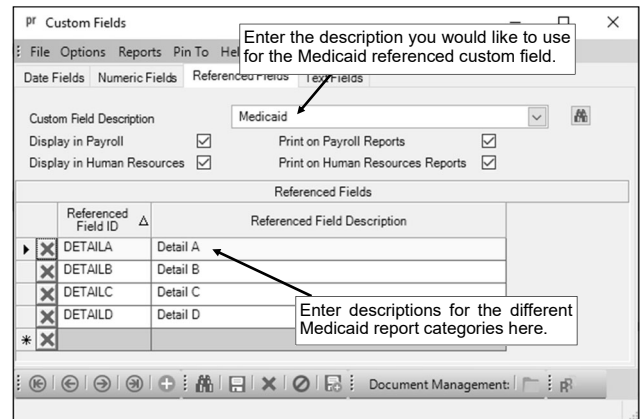 pr Custom Fields
Enter the description you would like to use
for the Medicaid referenced custom field.
File Options Reports Pin To
Date Fields Numeric Fields Referenced Fields Text Fields
Custom Field Description Medicaid
Display in Payroll Print on Payroll Reports
Display in Human Resources Print on Human Resources Reports
Referenced Fields
Referenced
Field ID Referenced Field Description
DETAILA Detail A
DETAILB Detail B
DETAILC Detail C
DETAILD Detail D
Enter descriptions for the different
Medicaid report categories here.
Document Management: